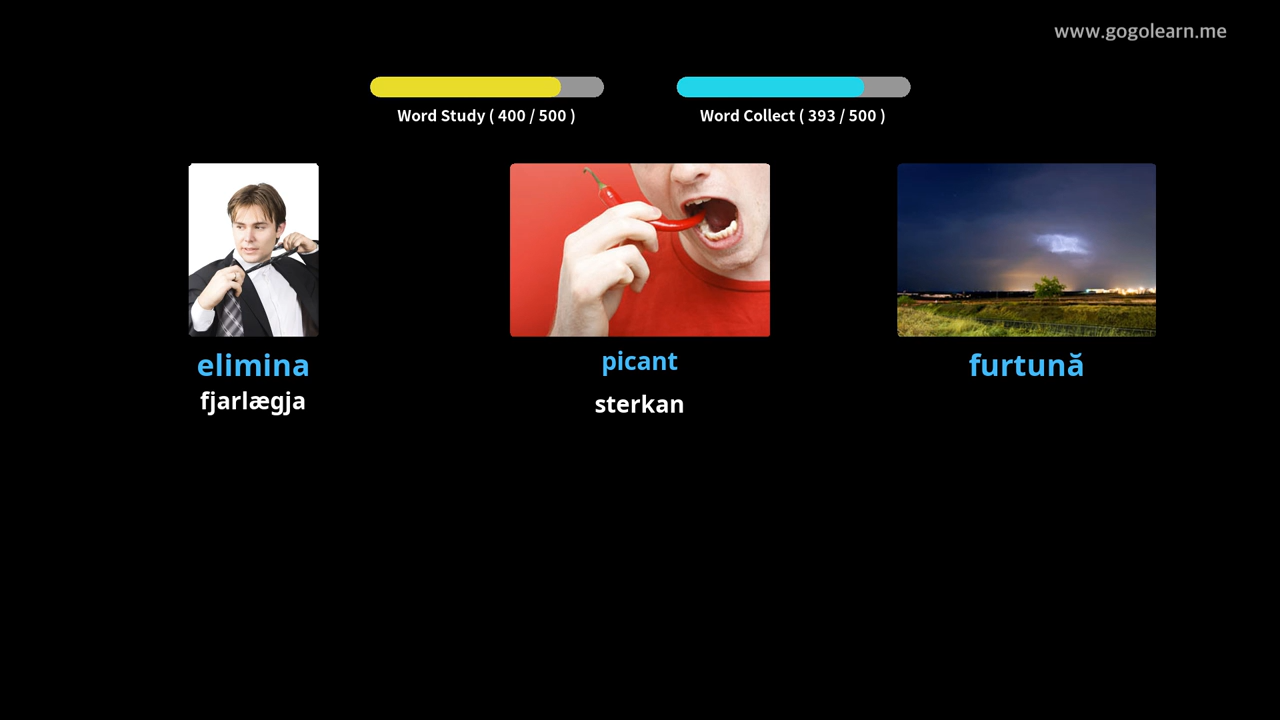 www.gogolearn.me
Word Study ( 400 / 500 )
Word Collect ( 393 / 500 )
elimina
fjarlægja
picant
sterkan
furtună